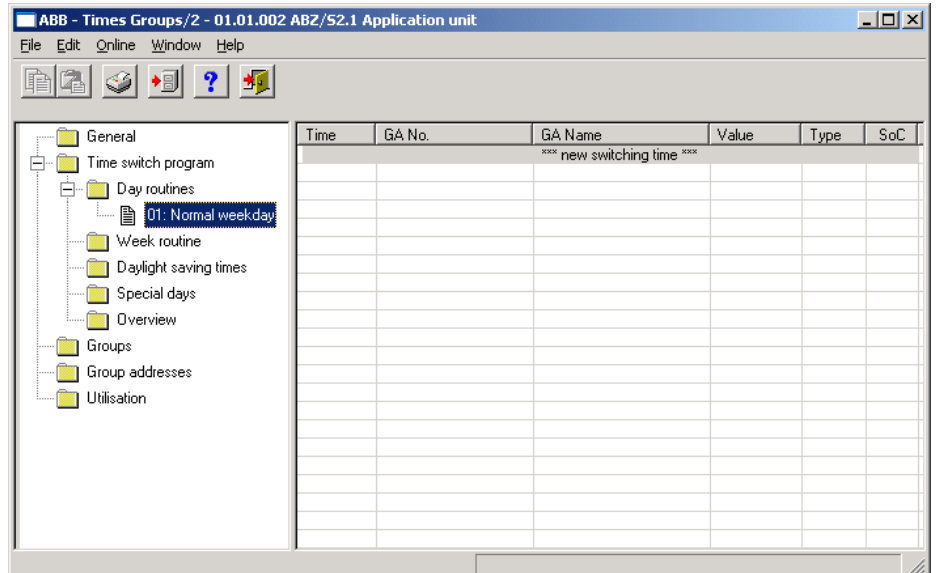 ABB - Times Groups/2 - 01.01.002 ABZ/S2.1 Application unit
File Edit Online Window Help
General
Time switch program
Day routines
01: Normal weekday
Week routine
Daylight saving times
Special days
Overview
Groups
Group addresses
Utilisation
Time GA No. GA Name Value Type SoC
*** new switching time ***